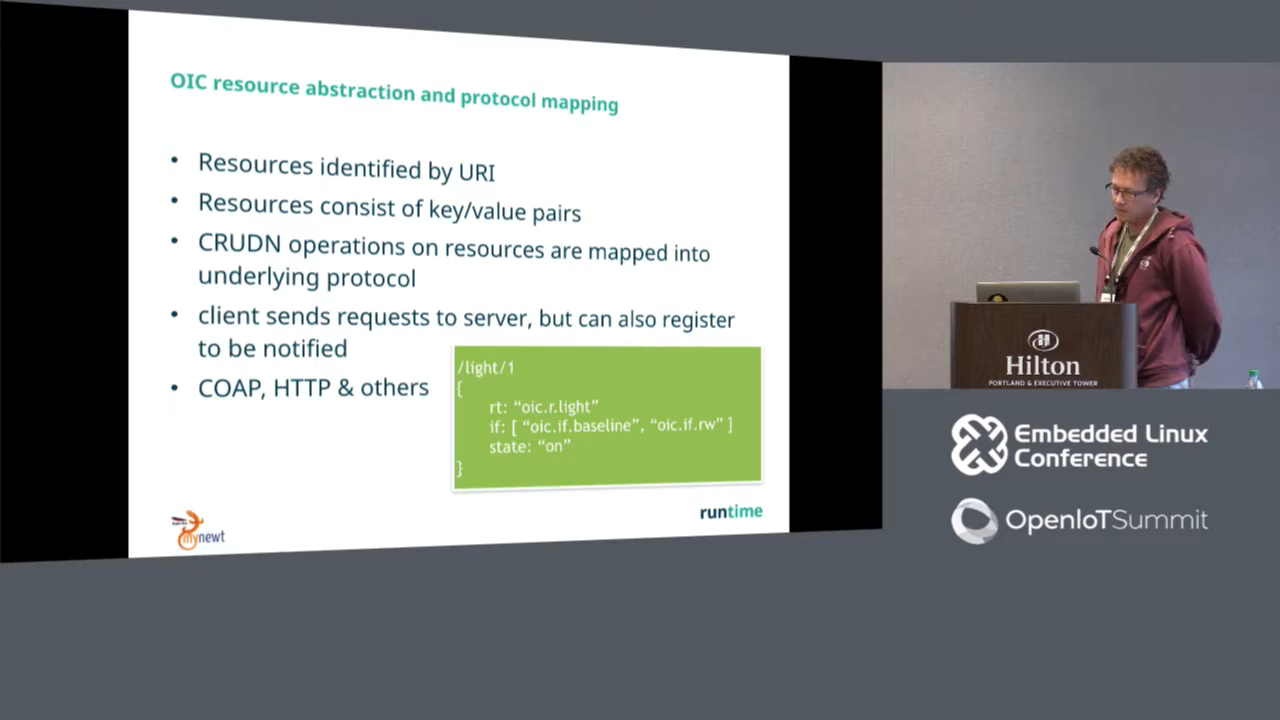 OIC resource abstraction and protocol mapping
• Resources identified by URI
• Resources consist of key/value pairs
• CRUDN operations on resources are mapped into
underlying protocol
• client sends requests to server, but can also register
to be notified
• COAP, HTTP & others
/light/1
{
rt: “oic.r.light”
if: [ “oic.if.baseline”, “oic.if.rw” ]
state: “on”
}
mynewt
runtime
Hilton
PORTLAND & EXECUTIVE TOWER
Embedded Linux
Conference
OpenIoTSummit